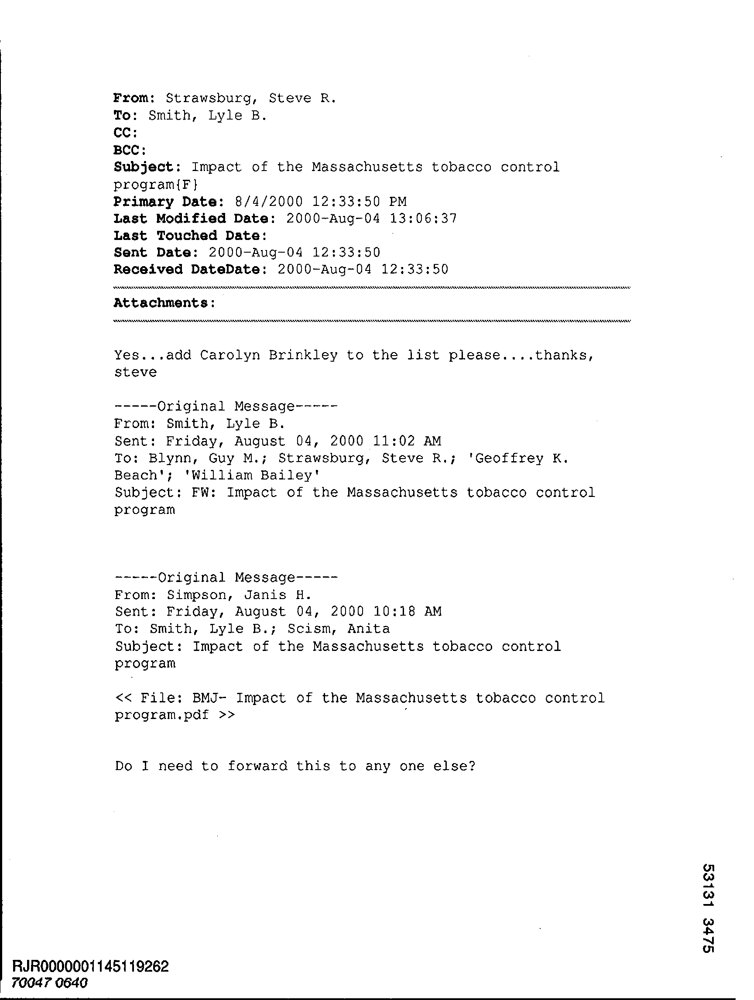 From: Strawsburg, Steve R.
To: Smith, Lyle B.
CC:
BCC:
Subject: Impact of the Massachusetts tobacco control
program{F}
Primary Date: 8/4/2000 12:33:50 PM
Last Modified Date: 2000-Aug-04 13:06:37
Last Touched Date:
Sent Date: 2000-Aug-04 12:33:50
Received DateDate: 2000-Aug-04 12:33:50
Attachments:
Yes...add Carolyn Brinkley to the list please....thanks,
steve
-----Original Message-----
From: Smith, Lyle B.
Sent: Friday, August 04, 2000 11:02 AM
To: Blynn, Guy M.; Strawsburg, Steve R.; 'Geoffrey K.
Beach'; 'William Bailey'
Subject: FW: Impact of the Massachusetts tobacco control
program
-----Original Message-----
From: Simpson, Janis H.
Sent: Friday, August 04, 2000 10:18 AM
To: Smith, Lyle B.; Scism, Anita
Subject: Impact of the Massachusetts tobacco control
program
<< File: BMJ- Impact of the Massachusetts tobacco control
program.pdf >>
Do I need to forward this to any one else?
53131 3475
RJR0000001145119262
70047 0640